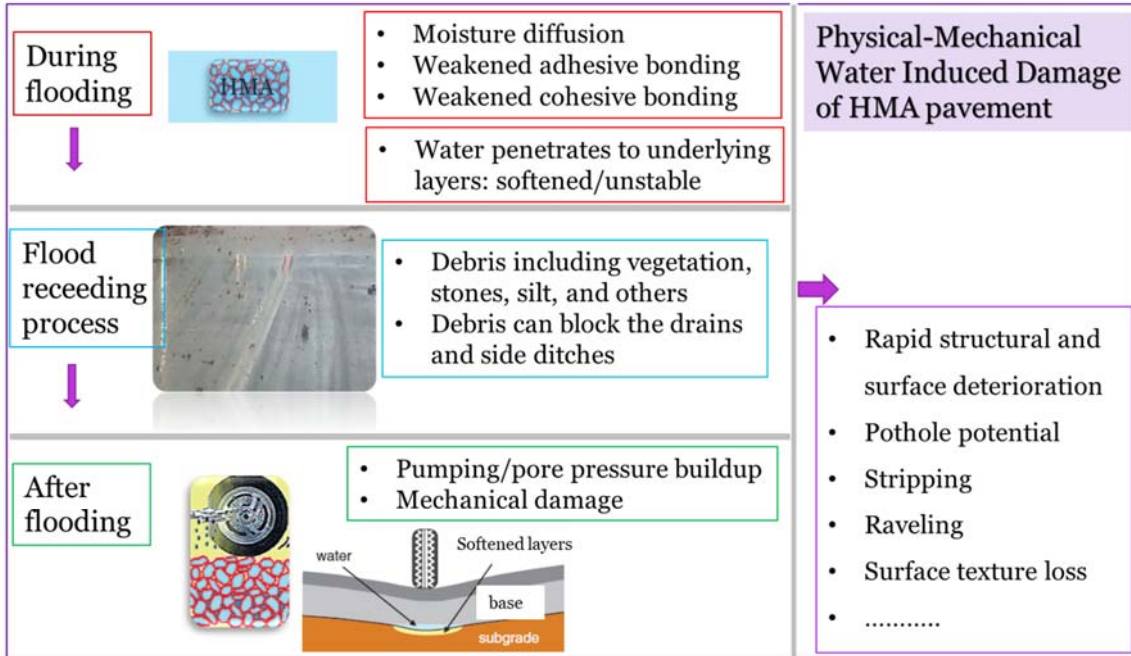 During
flooding
HMA
• Moisture diffusion
• Weakened adhesive bonding
• Weakened cohesive bonding
• Water penetrates to underlying
layers: softened/unstable
Flood
receeding
process
• Debris including vegetation,
stones, silt, and others
• Debris can block the drains
and side ditches
After
flooding
• Pumping/pore pressure buildup
• Mechanical damage
water
Softened layers
base
subgrade
Physical-Mechanical
Water Induced Damage
of HMA pavement
• Rapid structural and
surface deterioration
• Pothole potential
• Stripping
• Raveling
• Surface texture loss
• ...........